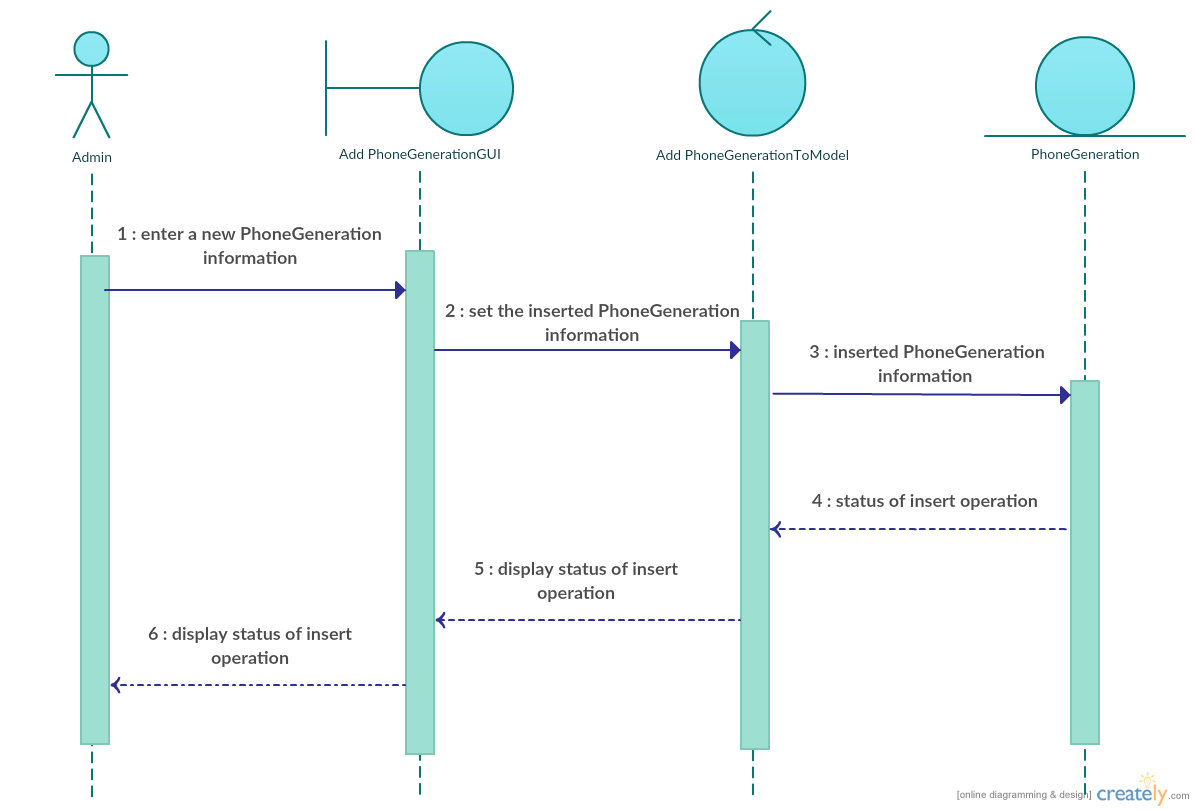 Admin
Add PhoneGenerationGUI
Add PhoneGenerationToModel
PhoneGeneration
1 : enter a new PhoneGeneration
information
2 : set the inserted PhoneGeneration
information
3 : inserted PhoneGeneration
information
4 : status of insert operation
5 : display status of insert
operation
6 : display status of insert
operation
[online diagramming & design] creately.com